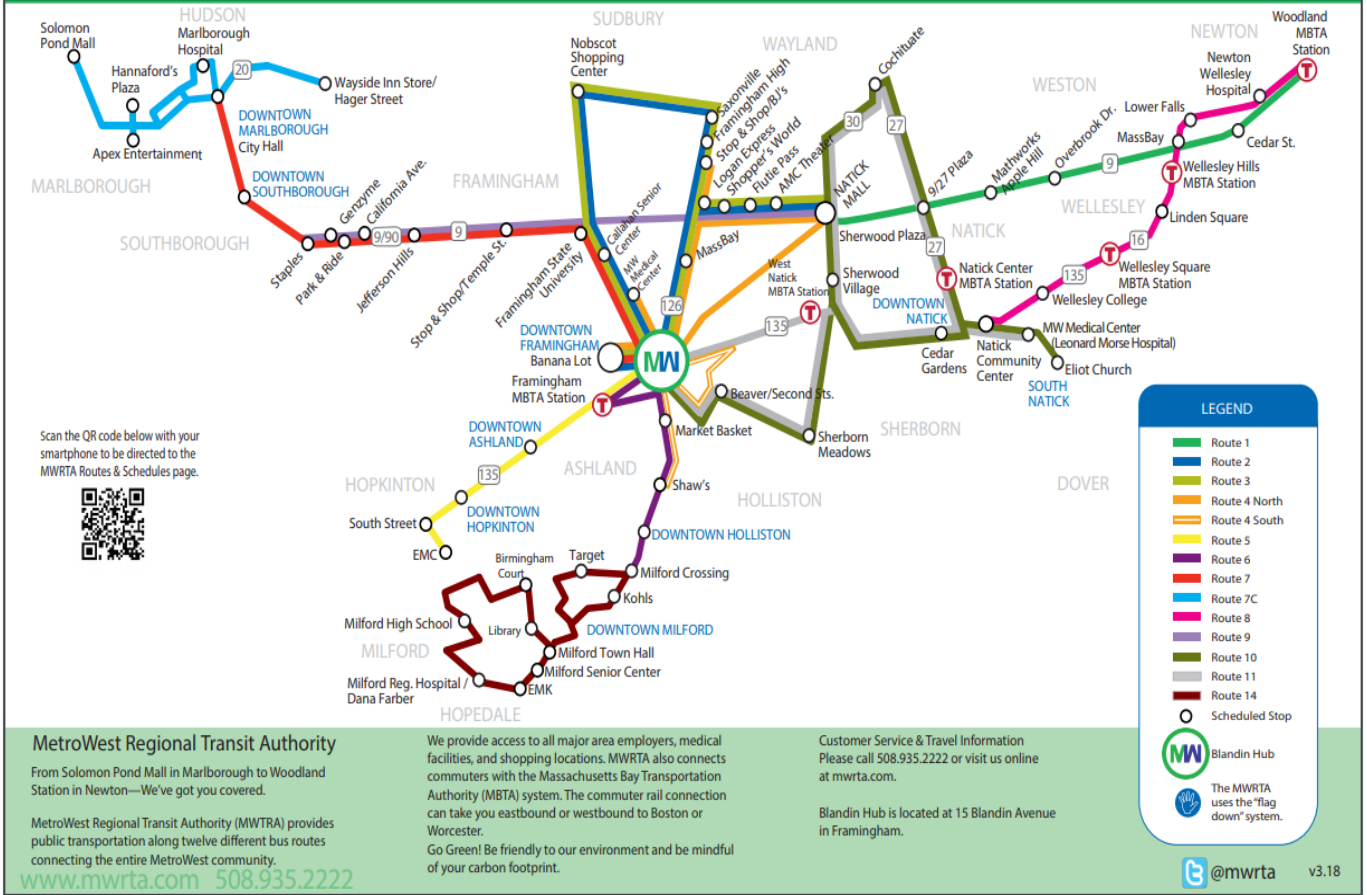 HUDSON
SUDBURY
WAYLAND
NEWTON
WESTON
MARLBOROUGH
FRAMINGHAM
SOUTHBOROUGH
NATICK
WELLESLEY
SHERBORN
ASHLAND
HOPKINTON
HOLLISTON
DOVER
MILFORD
HOPEDALE
Solomon
Pond Mall
Marlborough
Hospital
Hannaford's
Plaza
20
Wayside Inn Store/
Hager Street
DOWNTOWN
MARLBOROUGH
City Hall
Apex Entertainment
DOWNTOWN
SOUTHBOROUGH
Staples
Genzyme
Park & Ride
California Ave.
9/90
Jefferson Hills
9
Stop & Shop/Temple St.
Framingham State
University
Nobscot
Shopping
Center
Callahan Senior
Center
MW
Medical
Center
Saxonville
Framingham High
Stop & Shop/BJ's
Logan Express
Shopper's World
Flutie Pass
AMC Theater
MassBay
126
NATICK
MALL
30
Cochituate
27
9/27 Plaza
Mathworks
Apple Hill
Overbrook Dr.
9
Lower Falls
MassBay
Newton
Wellesley
Hospital
Woodland
MBTA
Station
T
Cedar St.
T
Wellesley Hills
MBTA Station
Linden Square
16
T
Wellesley Square
MBTA Station
135
Wellesley College
Sherwood Plaza
27
Sherwood
Village
West
Natick
MBTA Station
T
135
DOWNTOWN
NATICK
T
Natick Center
MBTA Station
Cedar
Gardens
Natick
Community
Center
MW Medical Center
(Leonard Morse Hospital)
Eliot Church
SOUTH
NATICK
DOWNTOWN
FRAMINGHAM
Banana Lot
MW
Framingham
MBTA Station
T
Beaver/Second Sts.
Market Basket
Sherborn
Meadows
DOWNTOWN
ASHLAND
135
DOWNTOWN
HOPKINTON
South Street
EMC
Shaw's
DOWNTOWN HOLLISTON
Birmingham
Court
Target
Milford Crossing
Kohls
Milford High School
Library
DOWNTOWN MILFORD
Milford Town Hall
Milford Senior Center
Milford Reg. Hospital /
Dana Farber
EMK
Scan the QR code below with your
smartphone to be directed to the
MWRTA Routes & Schedules page.
LEGEND
Route 1
Route 2
Route 3
Route 4 North
Route 4 South
Route 5
Route 6
Route 7
Route 7C
Route 8
Route 9
Route 10
Route 11
Route 14
Scheduled Stop
MW Blandin Hub
The MWRTA
uses the "flag
down" system.
MetroWest Regional Transit Authority
From Solomon Pond Mall in Marlborough to Woodland
Station in Newton—We've got you covered.
MetroWest Regional Transit Authority (MWTRA) provides
public transportation along twelve different bus routes
connecting the entire MetroWest community.
www.mwrta.com 508.935.2222
We provide access to all major area employers, medical
facilities, and shopping locations. MWRTA also connects
commuters with the Massachusetts Bay Transportation
Authority (MBTA) system. The commuter rail connection
can take you eastbound or westbound to Boston or
Worcester.
Go Green! Be friendly to our environment and be mindful
of your carbon footprint.
Customer Service & Travel Information
Please call 508.935.2222 or visit us online
at mwrta.com.
Blandin Hub is located at 15 Blandin Avenue
in Framingham.
@mwrta
v3.18